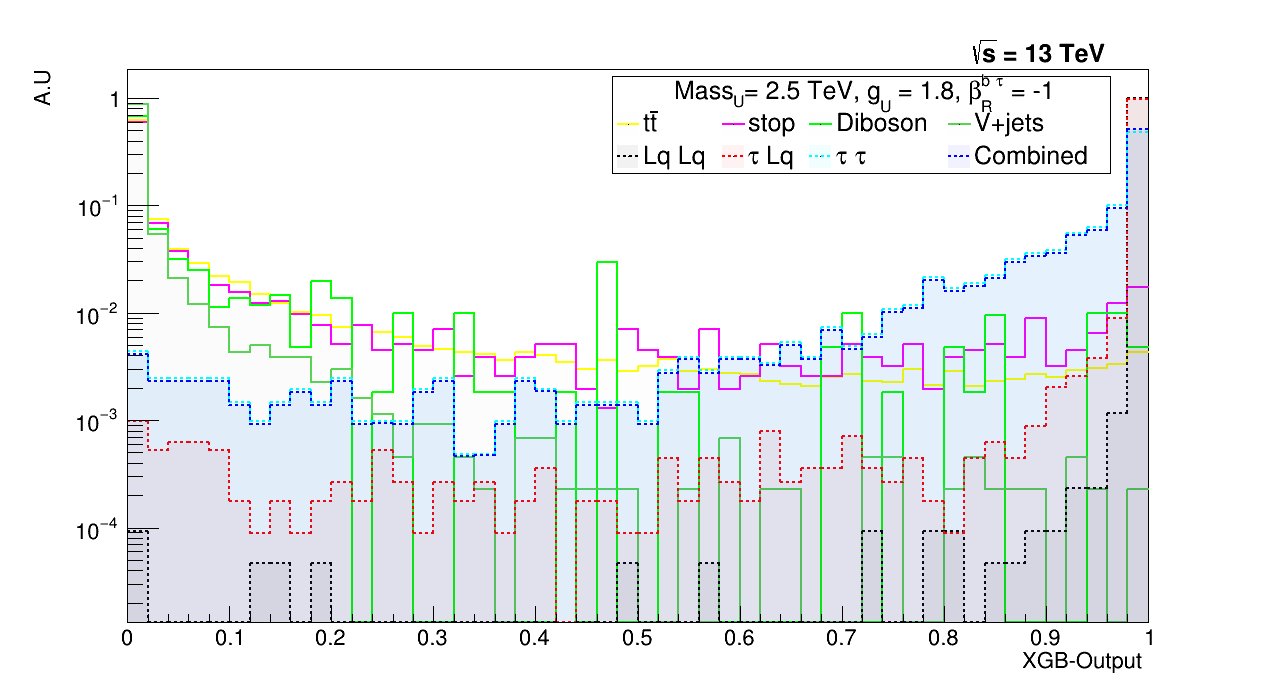 √s = 13 TeV
A.U
Mass_U= 2.5 TeV, g_U = 1.8, β_R^{b τ} = -1
tt̄ stop Diboson V+jets
Lq Lq τ Lq τ τ Combined
1
10⁻¹
10⁻²
10⁻³
10⁻⁴
0 0.1 0.2 0.3 0.4 0.5 0.6 0.7 0.8 0.9 1
XGB-Output